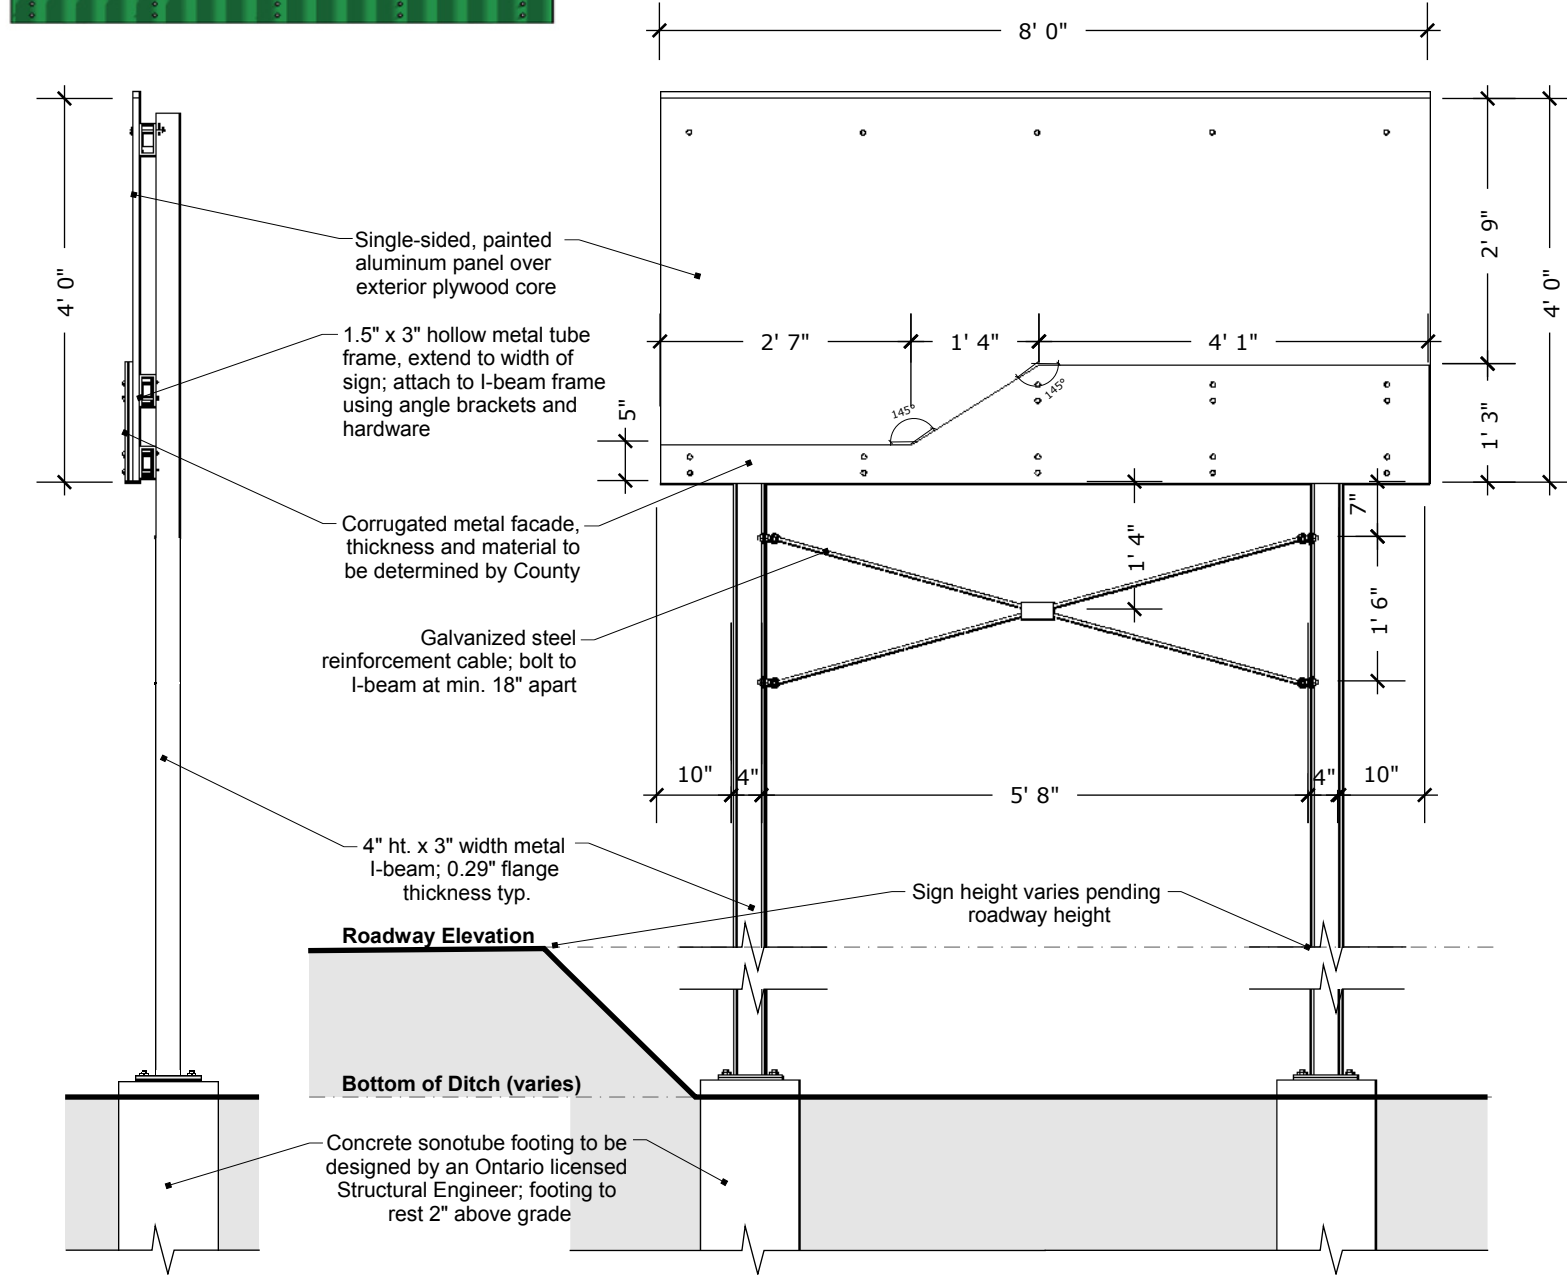 8' 0"
4' 0"
Single-sided, painted
aluminum panel over
exterior plywood core
1.5" x 3" hollow metal tube
frame, extend to width of
sign; attach to I-beam frame
using angle brackets and
hardware
Corrugated metal facade,
thickness and material to
be determined by County
Galvanized steel
reinforcement cable; bolt to
I-beam at min. 18" apart
2' 7"
1' 4"
4' 1"
145°
145°
5"
2' 9"
4' 0"
1' 3"
7"
1' 4"
1' 6"
10"
4"
5' 8"
4"
10"
4" ht. x 3" width metal
I-beam; 0.29" flange
thickness typ.
Sign height varies pending
roadway height
Roadway Elevation
Bottom of Ditch (varies)
Concrete sonotube footing to be
designed by an Ontario licensed
Structural Engineer; footing to
rest 2" above grade